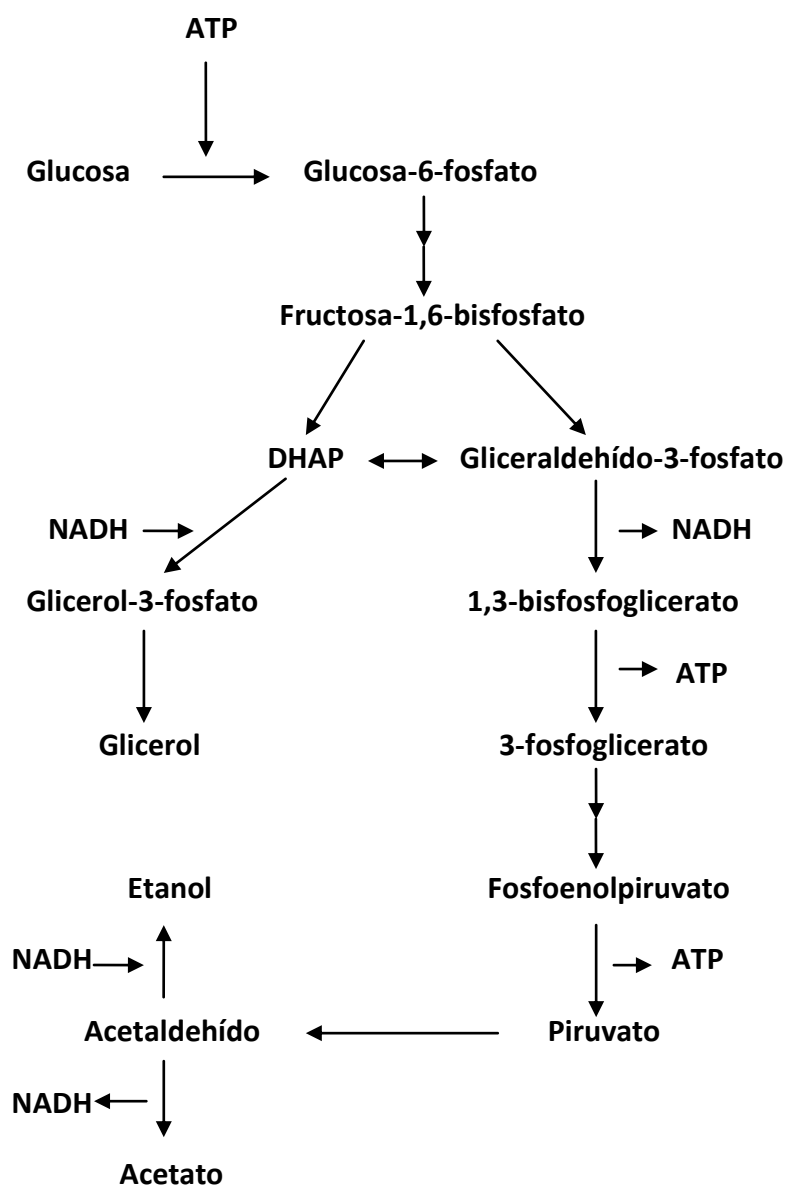 ATP
Glucosa
Glucosa-6-fosfato
Fructosa-1,6-bisfosfato
DHAP
Gliceraldehído-3-fosfato
NADH
NADH
Glicerol-3-fosfato
1,3-bisfosfoglicerato
ATP
Glicerol
3-fosfoglicerato
Etanol
Fosfoenolpiruvato
NADH
ATP
Acetaldehído
Piruvato
NADH
Acetato